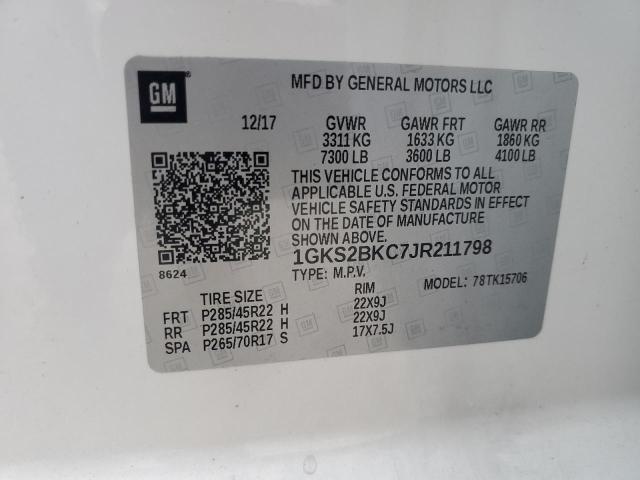 GM
MFD BY GENERAL MOTORS LLC
12/17 GVWR GAWR FRT GAWR RR
3311 KG 1633 KG 1860 KG
7300 LB 3600 LB 4100 LB
THIS VEHICLE CONFORMS TO ALL
APPLICABLE U.S. FEDERAL MOTOR
VEHICLE SAFETY STANDARDS IN EFFECT
ON THE DATE OF MANUFACTURE
SHOWN ABOVE.
8624
1GKS2BKC7JR211798
TYPE: M.P.V. MODEL: 78TK15706
TIRE SIZE RIM
FRT P285/45R22 H 22X9J
RR P285/45R22 H 22X9J
SPA P265/70R17 S 17X7.5J